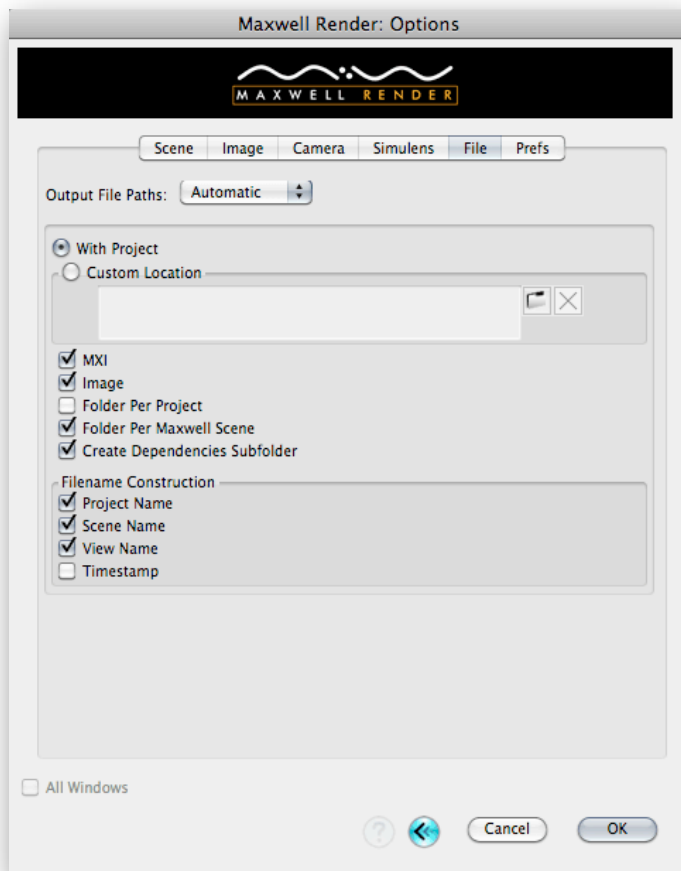 Maxwell Render: Options
MAXWELL RENDER
Scene Image Camera Simulens File Prefs
Output File Paths: Automatic
With Project
Custom Location
MXI
Image
Folder Per Project
Folder Per Maxwell Scene
Create Dependencies Subfolder
Filename Construction
Project Name
Scene Name
View Name
Timestamp
All Windows
? Cancel OK